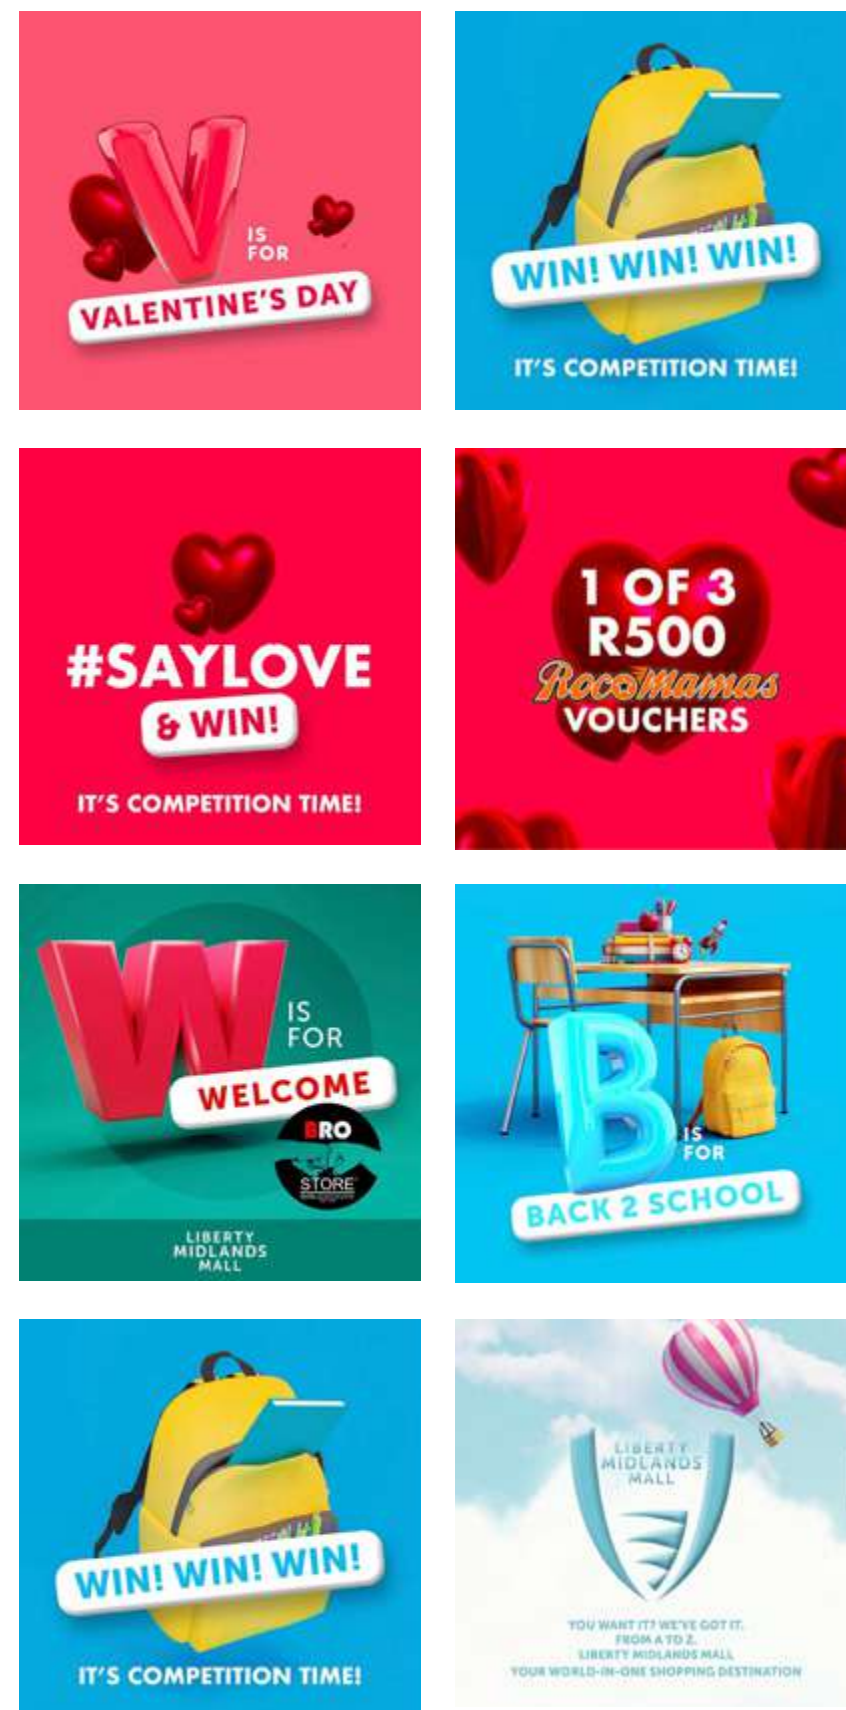 V
IS
FOR
VALENTINE'S DAY
WIN! WIN! WIN!
IT'S COMPETITION TIME!
#SAYLOVE
& WIN!
IT'S COMPETITION TIME!
1 OF 3
R500
RocoMamas
VOUCHERS
W
IS
FOR
WELCOME
BRO
STORE
LIBERTY
MIDLANDS
MALL
B
IS
FOR
BACK 2 SCHOOL
WIN! WIN! WIN!
IT'S COMPETITION TIME!
LIBERTY
MIDLANDS
MALL
YOU WANT IT? WE'VE GOT IT.
FROM A TO Z.
LIBERTY MIDLANDS MALL
YOUR WORLD-IN-ONE SHOPPING DESTINATION